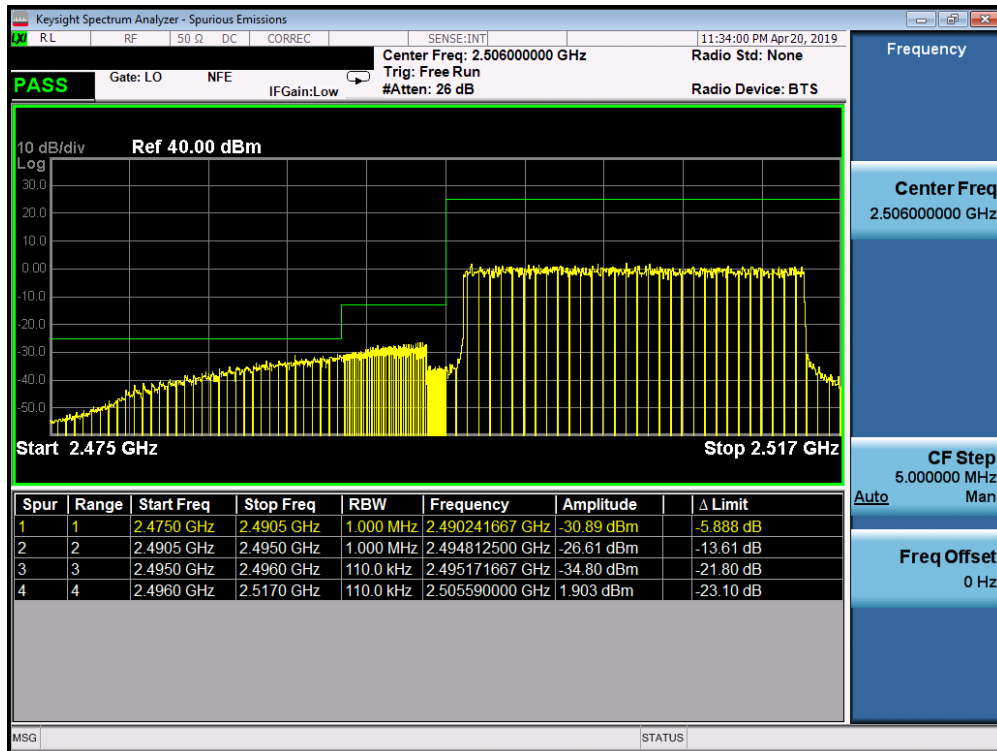 Keysight Spectrum Analyzer - Spurious Emissions
LXI RL RF 50 Ω DC CORREC SENSE:INT 11:34:00 PM Apr 20, 2019
Center Freq: 2.506000000 GHz Radio Std: None
PASS Gate: LO NFE Trig: Free Run
IFGain:Low #Atten: 26 dB Radio Device: BTS
10 dB/div Ref 40.00 dBm
Log
30.0
20.0
10.0
0.00
-10.0
-20.0
-30.0
-40.0
-50.0
Start 2.475 GHz Stop 2.517 GHz
Spur Range Start Freq Stop Freq RBW Frequency Amplitude Δ Limit
1 1 2.4750 GHz 2.4905 GHz 1.000 MHz 2.490241667 GHz -30.89 dBm -5.888 dB
2 2 2.4905 GHz 2.4950 GHz 1.000 MHz 2.494812500 GHz -26.61 dBm -13.61 dB
3 3 2.4950 GHz 2.4960 GHz 110.0 kHz 2.495171667 GHz -34.80 dBm -21.80 dB
4 4 2.4960 GHz 2.5170 GHz 110.0 kHz 2.505590000 GHz 1.903 dBm -23.10 dB
MSG STATUS
Frequency
Center Freq
2.506000000 GHz
CF Step
5.000000 MHz
Auto Man
Freq Offset
0 Hz